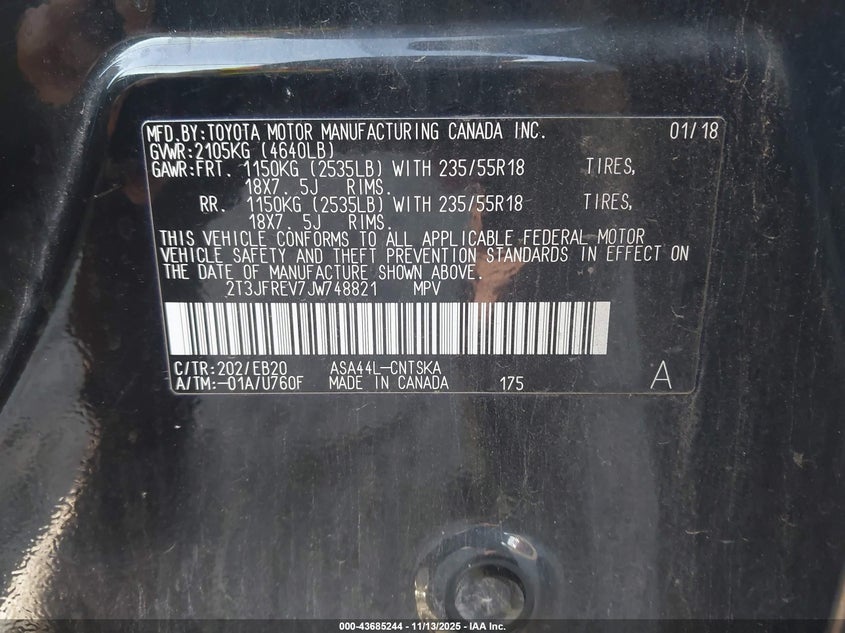 MFD.BY:TOYOTA MOTOR MANUFACTURING CANADA INC. 01/18
GVWR:2105KG (4640LB)
GAWR:FRT. 1150KG (2535LB) WITH 235/55R18 TIRES,
18X7. 5J RIMS.
RR. 1150KG (2535LB) WITH 235/55R18 TIRES,
18X7. 5J RIMS.
THIS VEHICLE CONFORMS TO ALL APPLICABLE FEDERAL MOTOR
VEHICLE SAFETY AND THEFT PREVENTION STANDARDS IN EFFECT ON
THE DATE OF MANUFACTURE SHOWN ABOVE.
2T3JFREV7JW748821 MPV
C/TR:202/EB20 ASA44L-CNTSKA
A/TM:-01A/U760F MADE IN CANADA 175 A
000-43685244 - 11/13/2025 - IAA Inc.